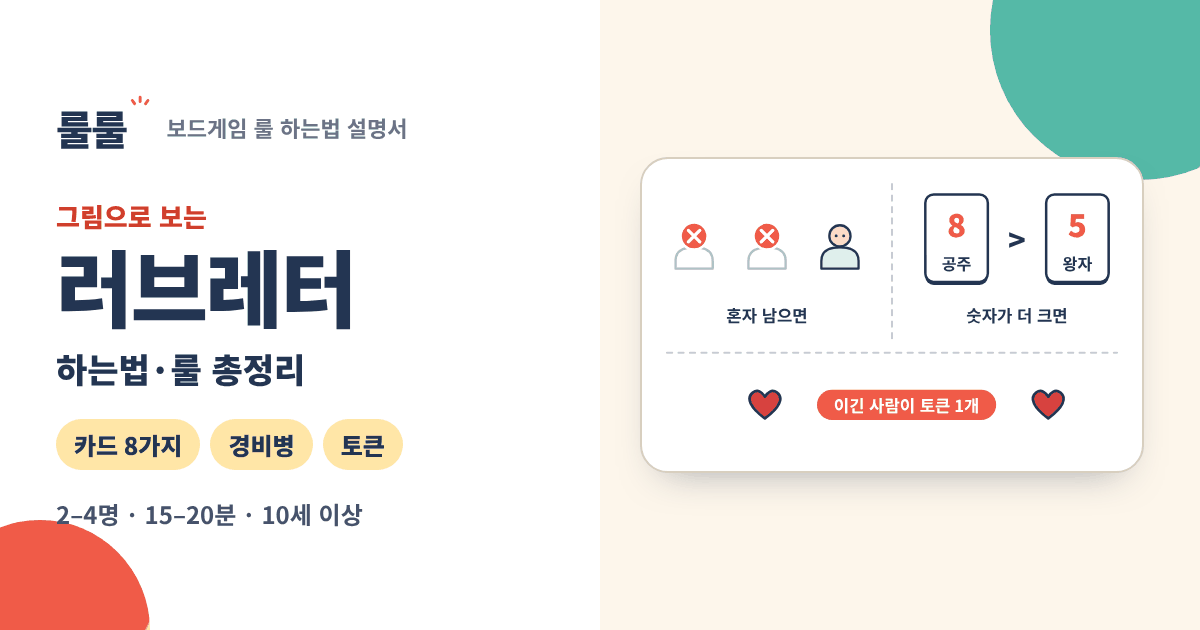 룰룰
보드게임 룰 하는법 설명서
그림으로 보는
러브레터
하는법·룰 총정리
카드 8가지 경비병 토큰
2–4명 · 15–20분 · 10세 이상
혼자 남으면
8 > 5
공주 왕자
숫자가 더 크면
이긴 사람이 토큰 1개